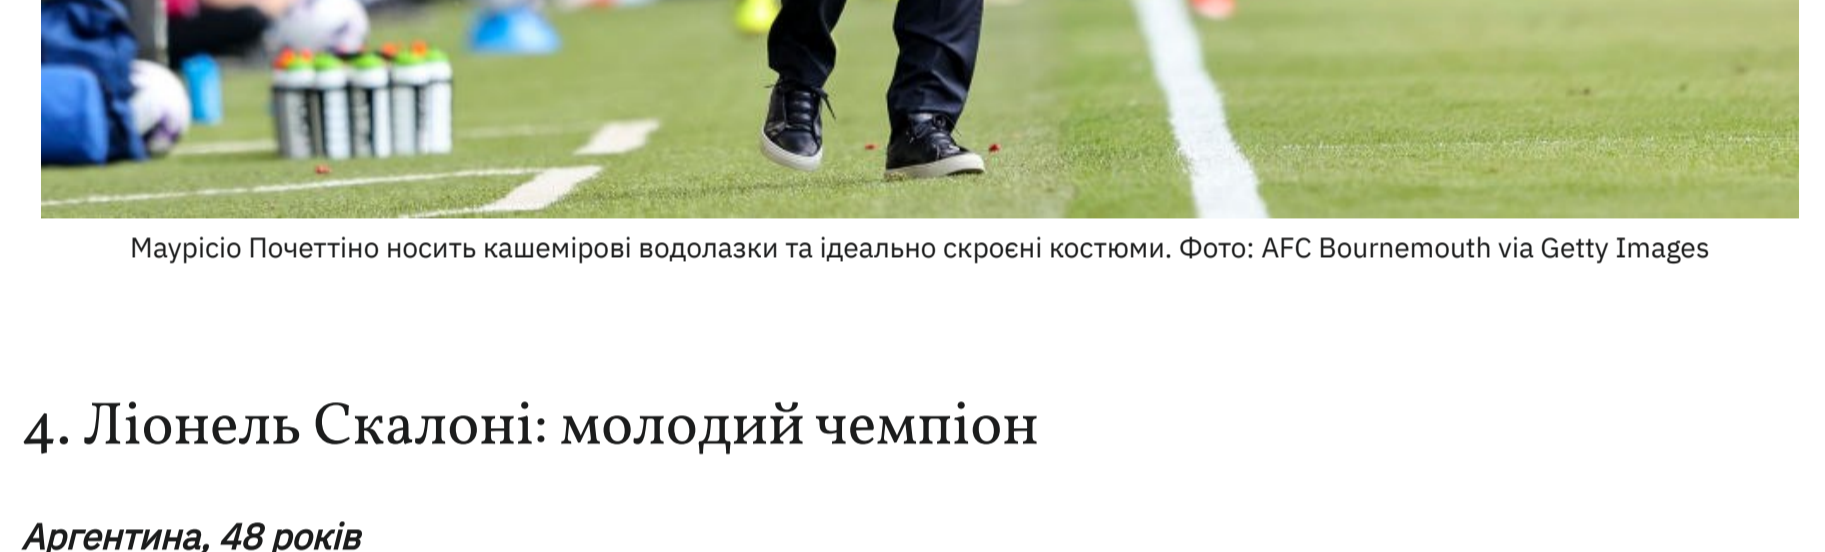 Маурісіо Почеттіно носить кашемірові водолазки та ідеально скроєні костюми. Фото: AFC Bournemouth via Getty Images
4. Ліонель Скалоні: молодий чемпіон
Аргентина, 48 років